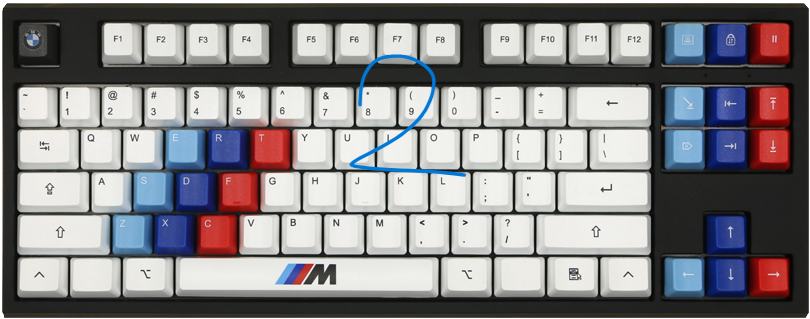 BMW F1 F2 F3 F4 F5 F6 F7 F8 F9 F10 F11 F12
~ ! @ # $ % ^ & * ( ) _ +
` 1 2 3 4 5 6 7 8 9 0 - =
2
Q W E R T Y U I O P { } |
[ ] \
A S D F G H J K L : "
; '
Z X C V B N M < > ?
, . /
M